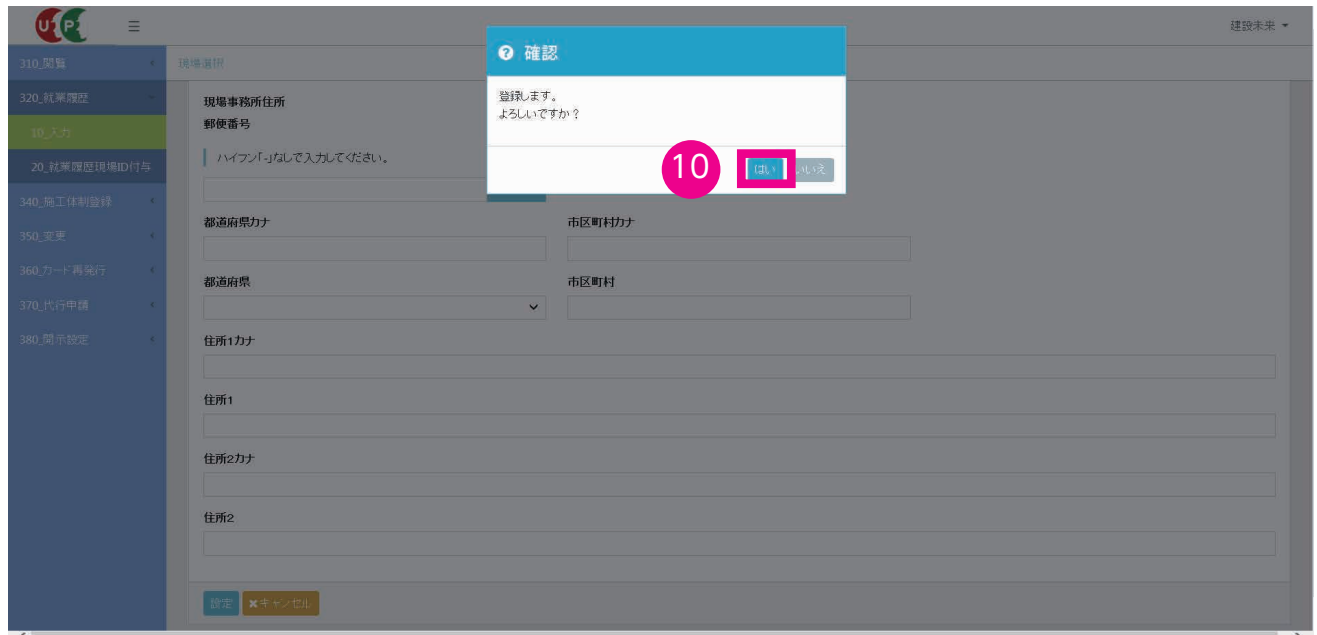 U P
建設未来
確認
登録します。
よろしいですか？
10
はい
いいえ
310_閲覧
320_就業履歴
10_入力
20_就業履歴現場ID付与
340_施工体制登録
350_変更
360_カード再発行
370_代行申請
380_開示設定
現場選択
現場事務所住所
郵便番号
ハイフン「-」なしで入力してください。
都道府県カナ
市区町村カナ
都道府県
市区町村
住所1カナ
住所1
住所2カナ
住所2
設定
キャンセル